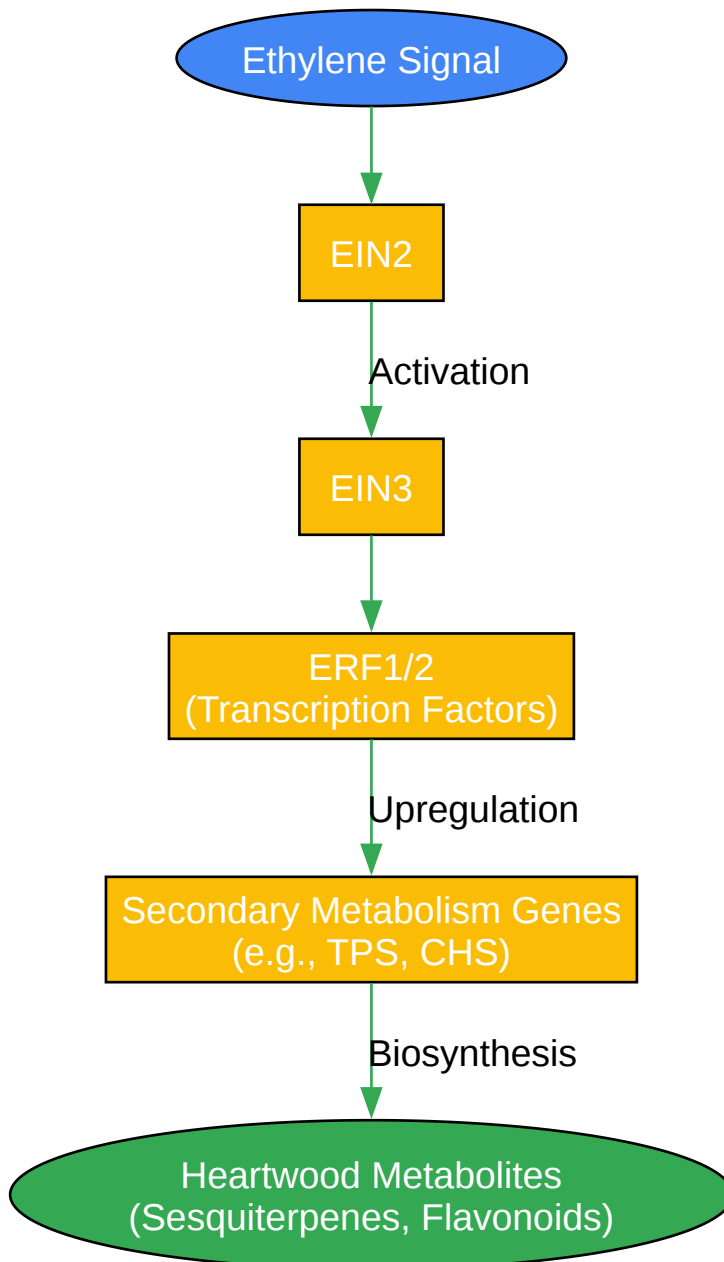 Ethylene Signal
EIN2
Activation
EIN3
ERF1/2
(Transcription Factors)
Upregulation
Secondary Metabolism Genes
(e.g., TPS, CHS)
Biosynthesis
Heartwood Metabolites
(Sesquiterpenes, Flavonoids)